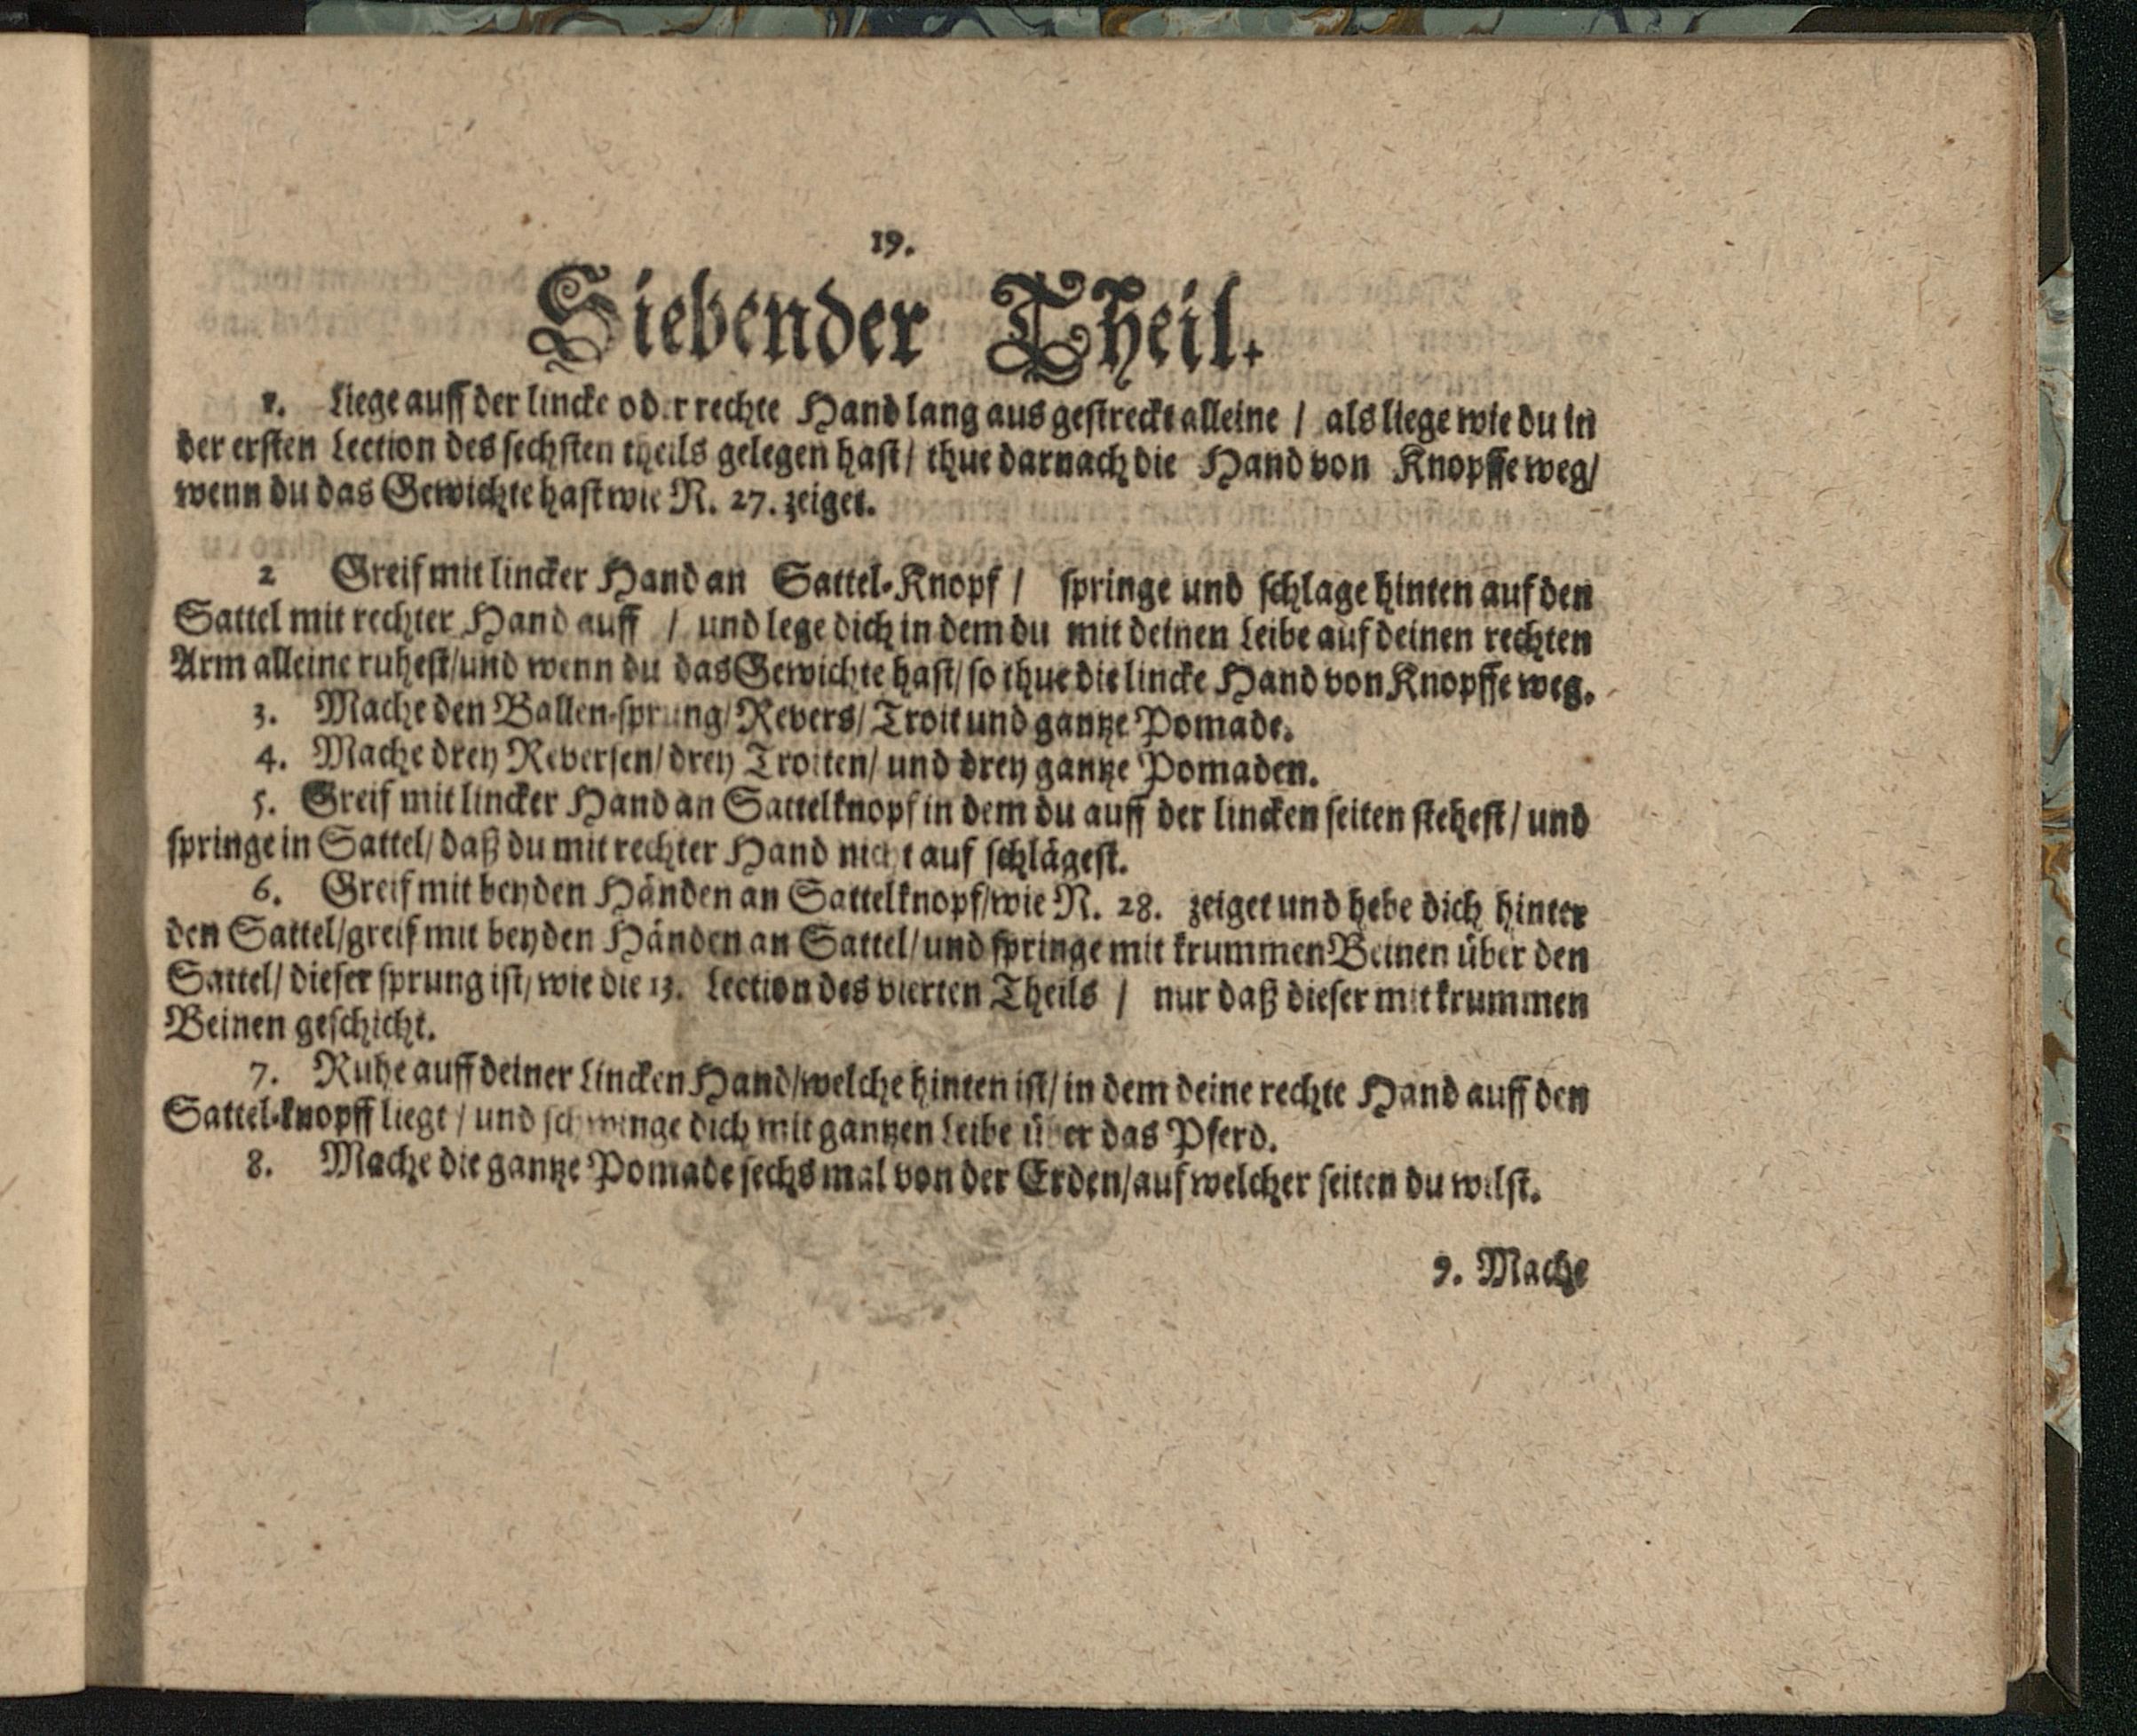 19.
Siebender Theil.
1. Liege auff der lincke oder rechte Hand lang aus gestreckt alleine / als liege wie du in
der ersten Lection des sechsten theils gelegen hast / thue darnach die Hand von Knopffe weg /
wenn du das Gewichte hast wie N. 27. zeiget.
2 Greif mit lincker Hand an Sattel-Knopf / springe und schlage hinten auf den
Sattel mit rechter Hand auff / und lege dich in dem du mit deinen Leibe auf deinen rechten
Arm alleine ruhest/und wenn du das Gewichte hast/ so thue die lincke Hand von Knopffe weg.
3. Mache den Ballen-sprung/ Revers/ Troit und gantze Pomade.
4. Mache drey Reversen/ drey Troiten/ und drey gantze Pomaden.
5. Greif mit lincker Hand an Sattelknopf in dem du auff der lincken seiten stehest / und
springe in Sattel/ daß du mit rechter Hand nicht auf schlägest.
6. Greif mit beyden Händen an Sattelknopf/wie N. 28. zeiget und hebe dich hinter
den Sattel/greif mit beyden Händen an Sattel/ und springe mit krummen Beinen über den
Sattel/ dieser sprung ist/ wie die 13. Lection des vierten Theils / nur daß dieser mit krummen
Beinen geschicht.
7. Ruhe auff deiner Lincken Hand/welche hinten ist/ in dem deine rechte Hand auff den
Sattel-knopff liegt / und schwinge dich mit gantzen Leibe über das Pferd.
8. Mache die gantze Pomade sechs mal von der Erden/auf welcher seiten du wilst.
9. Mache